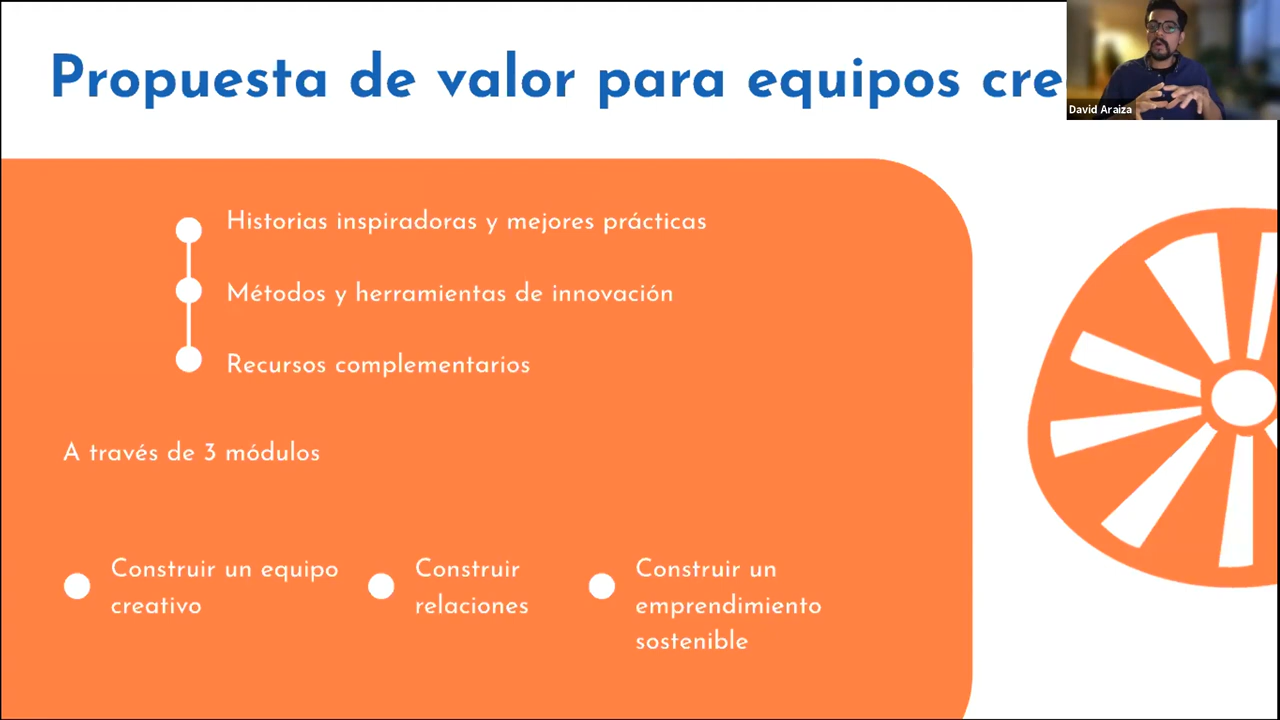 Propuesta de valor para equipos
David Araiza
Historias inspiradoras y mejores prácticas
Métodos y herramientas de innovación
Recursos complementarios
A través de 3 módulos
Construir un equipo
creativo
Construir
relaciones
Construir un
emprendimiento
sostenible